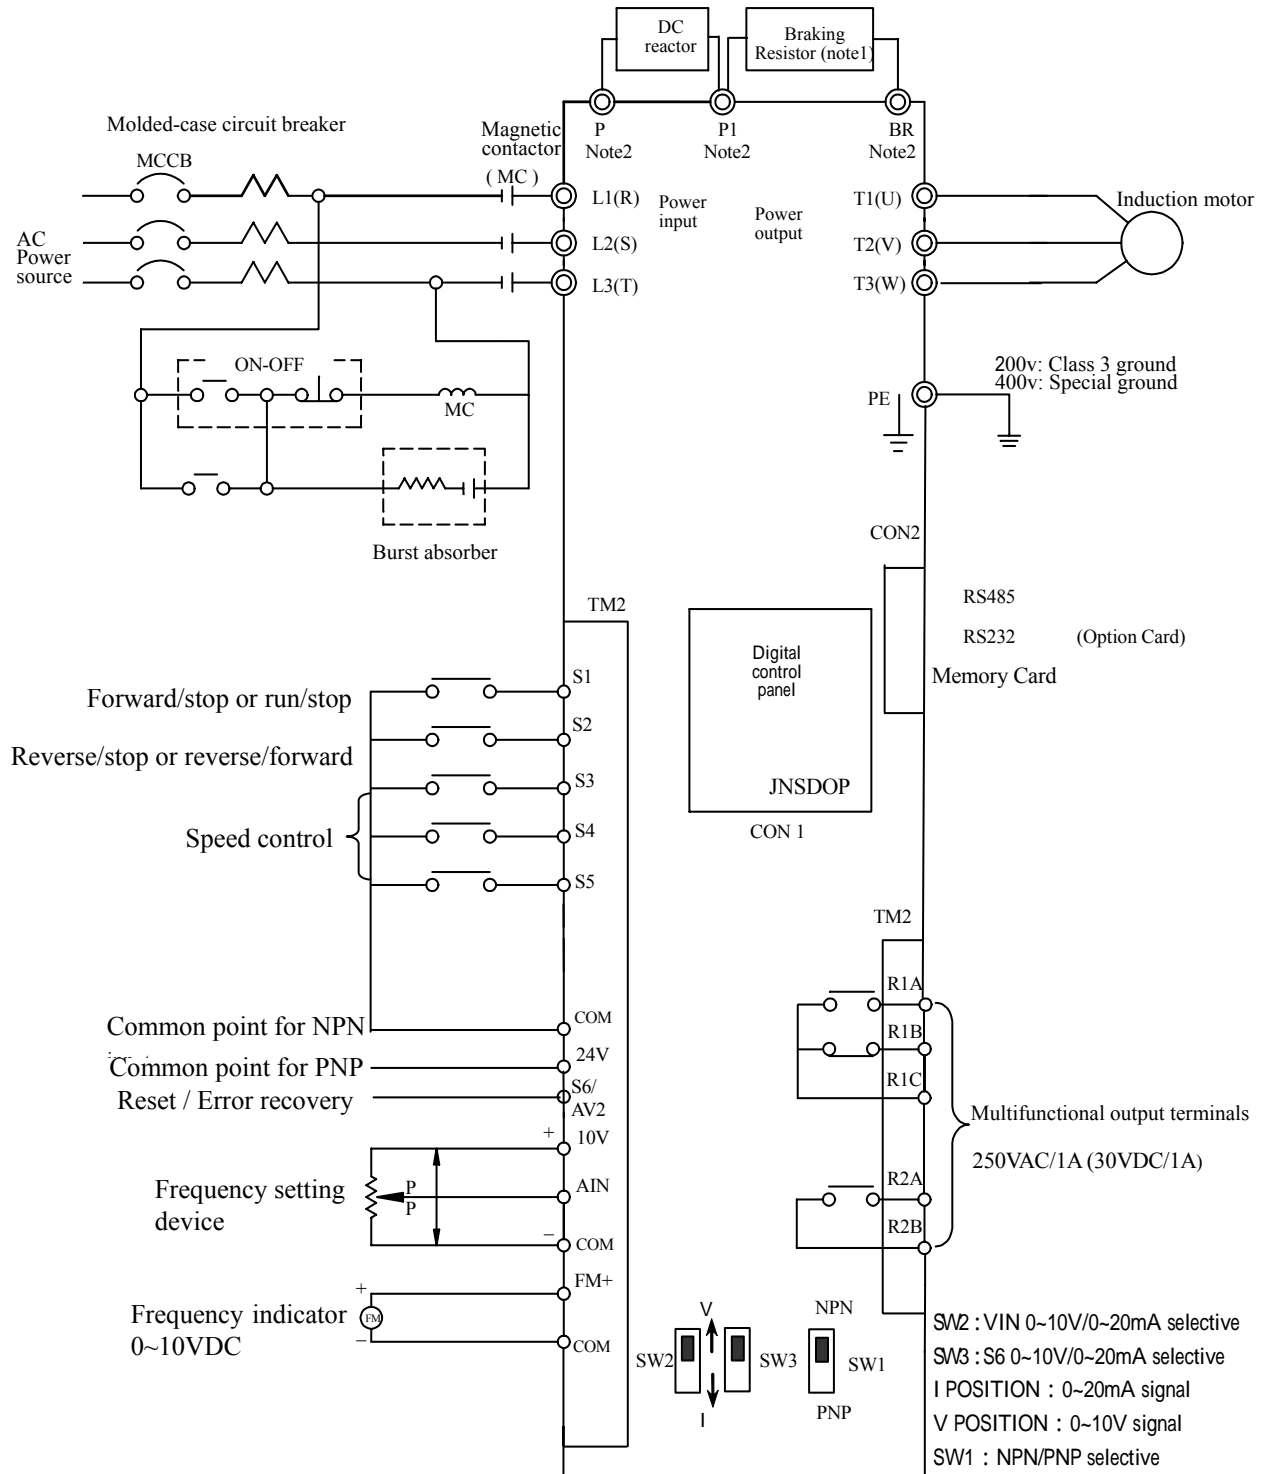 DC
reactor
Braking
Resistor (note1)
Molded-case circuit breaker
MCCB
Magnetic
contactor
( MC )
P
Note2
P1
Note2
BR
Note2
L1(R)
Power
input
Power
output
T1(U)
Induction motor
AC
Power
source
L2(S)
T2(V)
L3(T)
T3(W)
ON-OFF
MC
200v: Class 3 ground
400v: Special ground
PE
Burst absorber
CON2
RS485
RS232 (Option Card)
Memory Card
TM2
Digital
control
panel
JNSDOP
CON 1
Forward/stop or run/stop
S1
Reverse/stop or reverse/forward
S2
S3
Speed control
S4
S5
TM2
R1A
R1B
R1C
Common point for NPN
COM
Common point for PNP
24V
Reset / Error recovery
S6/
AV2
Multifunctional output terminals
250VAC/1A (30VDC/1A)
+
10V
Frequency setting
device
P
P
AIN
−
COM
R2A
R2B
Frequency indicator
0~10VDC
+
FM
−
FM+
COM
V
SW2
SW3
I
NPN
SW1
PNP
SW2 : VIN 0~10V/0~20mA selective
SW3 : S6 0~10V/0~20mA selective
I POSITION : 0~20mA signal
V POSITION : 0~10V signal
SW1 : NPN/PNP selective